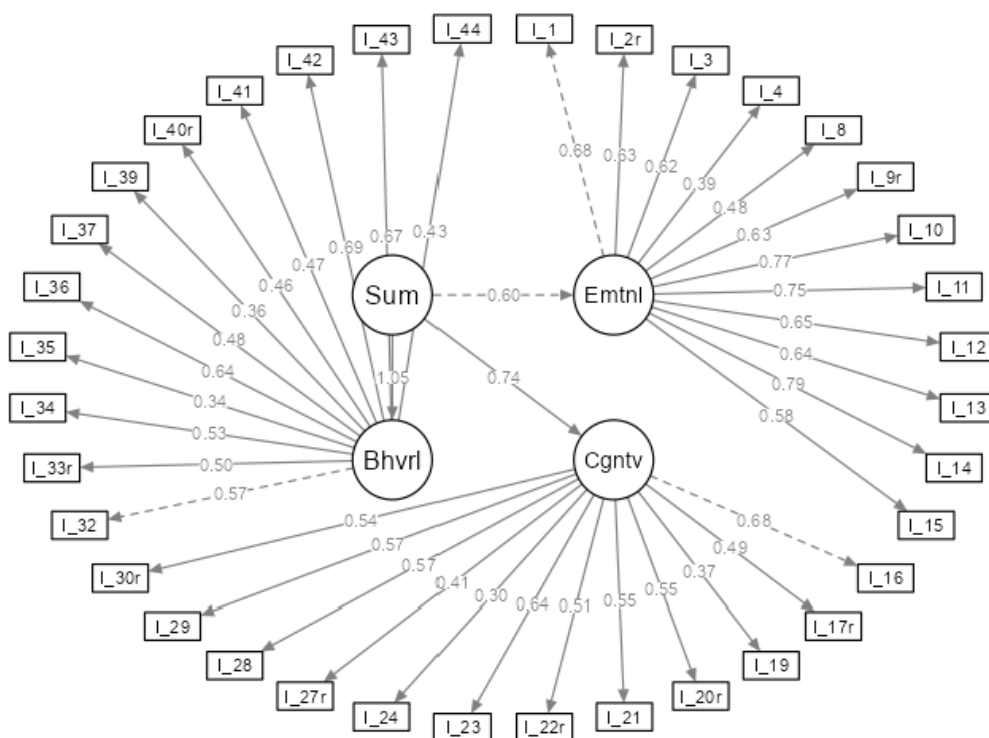 I_44
I_1
I_43
I_2r
I_42
I_3
I_41
I_4
I_40r
I_8
I_39
I_9r
I_37
I_10
I_36
I_11
I_35
I_12
I_34
I_13
I_33r
I_14
I_32
I_15
I_30r
I_16
I_29
I_17r
I_28
I_19
I_27r
I_20r
I_24
I_21
I_23
I_22r
Sum
Emtnl
Bhvrl
Cgntv
0.68
0.63
0.62
0.39
0.48
0.63
0.77
0.75
0.65
0.64
0.79
0.58
0.43
0.67
0.69
0.47
0.46
0.36
0.48
0.64
0.34
0.53
0.50
0.57
0.60
1.05
0.74
0.54
0.57
0.57
0.41
0.30
0.64
0.51
0.55
0.55
0.37
0.49
0.68